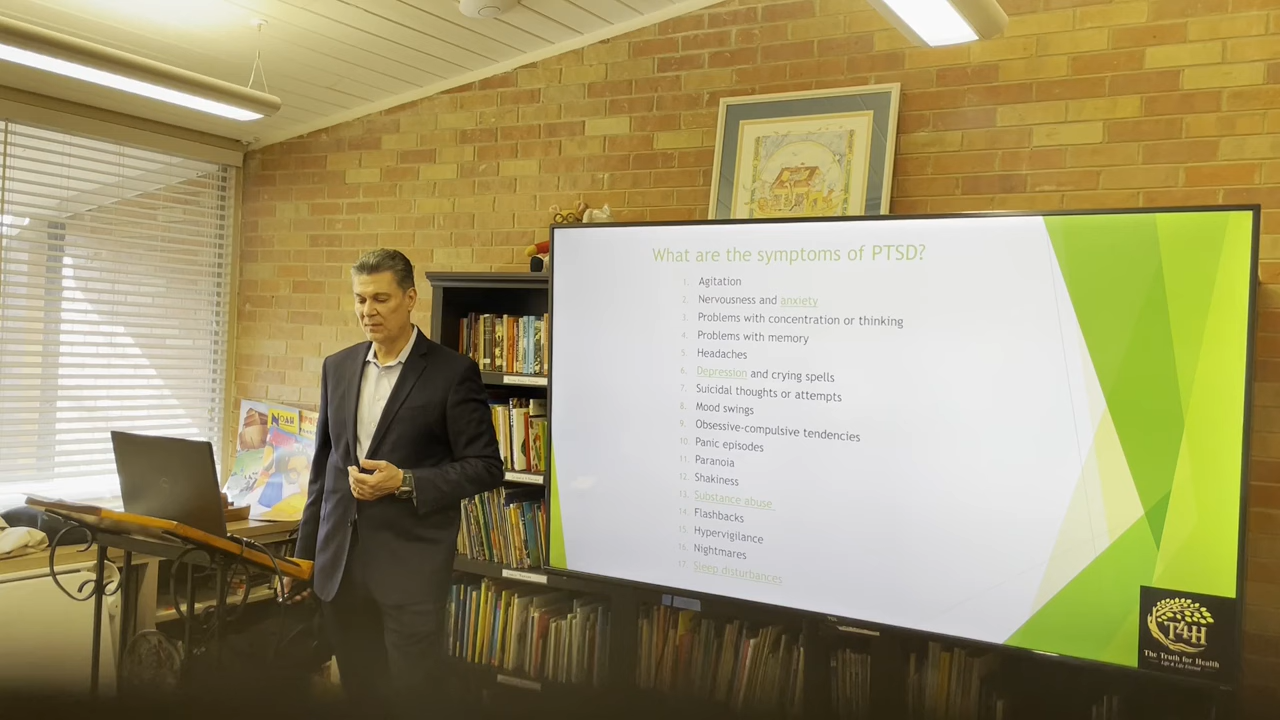 What are the symptoms of PTSD?
1. Agitation
2. Nervousness and anxiety
3. Problems with concentration or thinking
4. Problems with memory
5. Headaches
6. Depression and crying spells
7. Suicidal thoughts or attempts
8. Mood swings
9. Obsessive-compulsive tendencies
10. Panic episodes
11. Paranoia
12. Shakiness
13. Substance abuse
14. Flashbacks
15. Hypervigilance
16. Nightmares
17. Sleep disturbances
T4H
The Truth for Health
NOAH